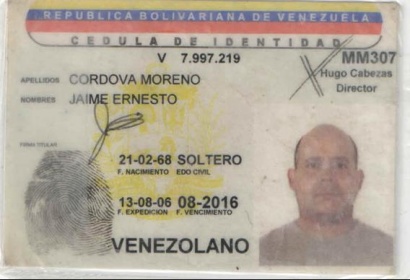 REPUBLICA BOLIVARIANA DE VENEZUELA
CEDULA DE IDENTIDAD
V 7.997.219
MM307
Hugo Cabezas
Director
APELLIDOS CORDOVA MORENO
NOMBRES JAIME ERNESTO
FIRMA TITULAR
21-02-68 SOLTERO
F. NACIMIENTO EDO CIVIL
13-08-06 08-2016
F. EXPEDICION F. VENCIMIENTO
VENEZOLANO